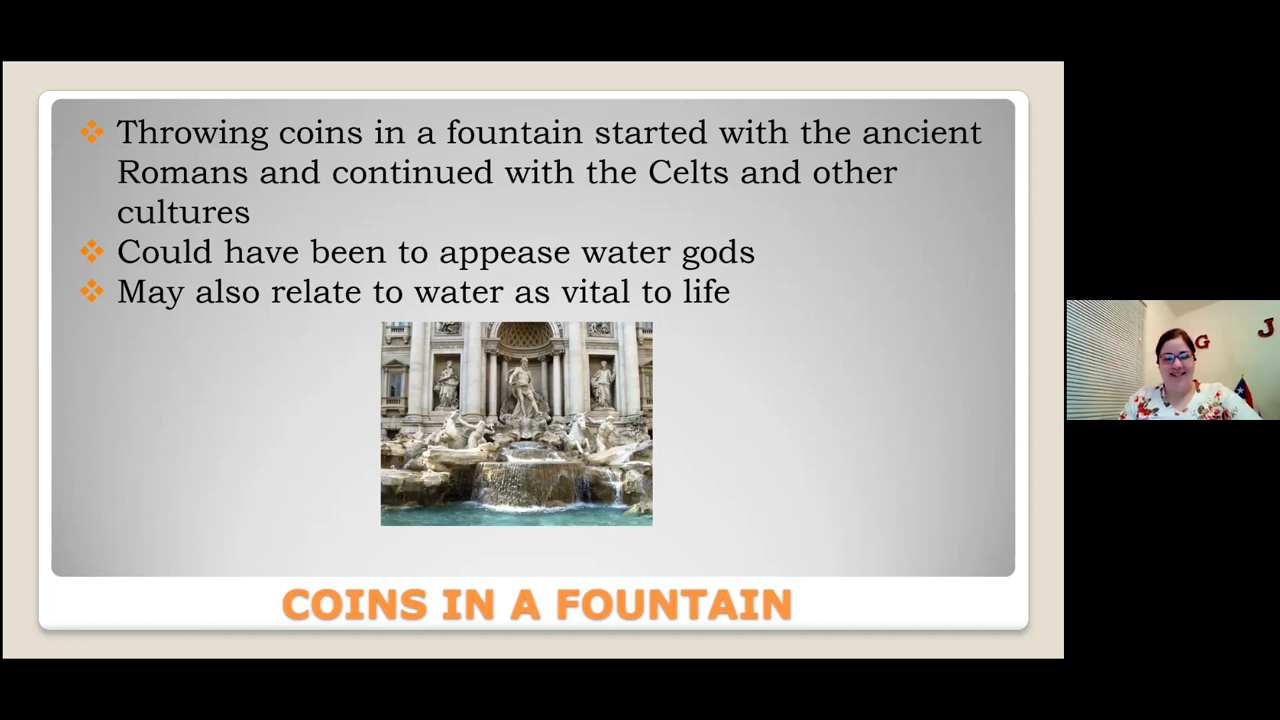 Throwing coins in a fountain started with the ancient
Romans and continued with the Celts and other
cultures
Could have been to appease water gods
May also relate to water as vital to life
COINS IN A FOUNTAIN
G
J